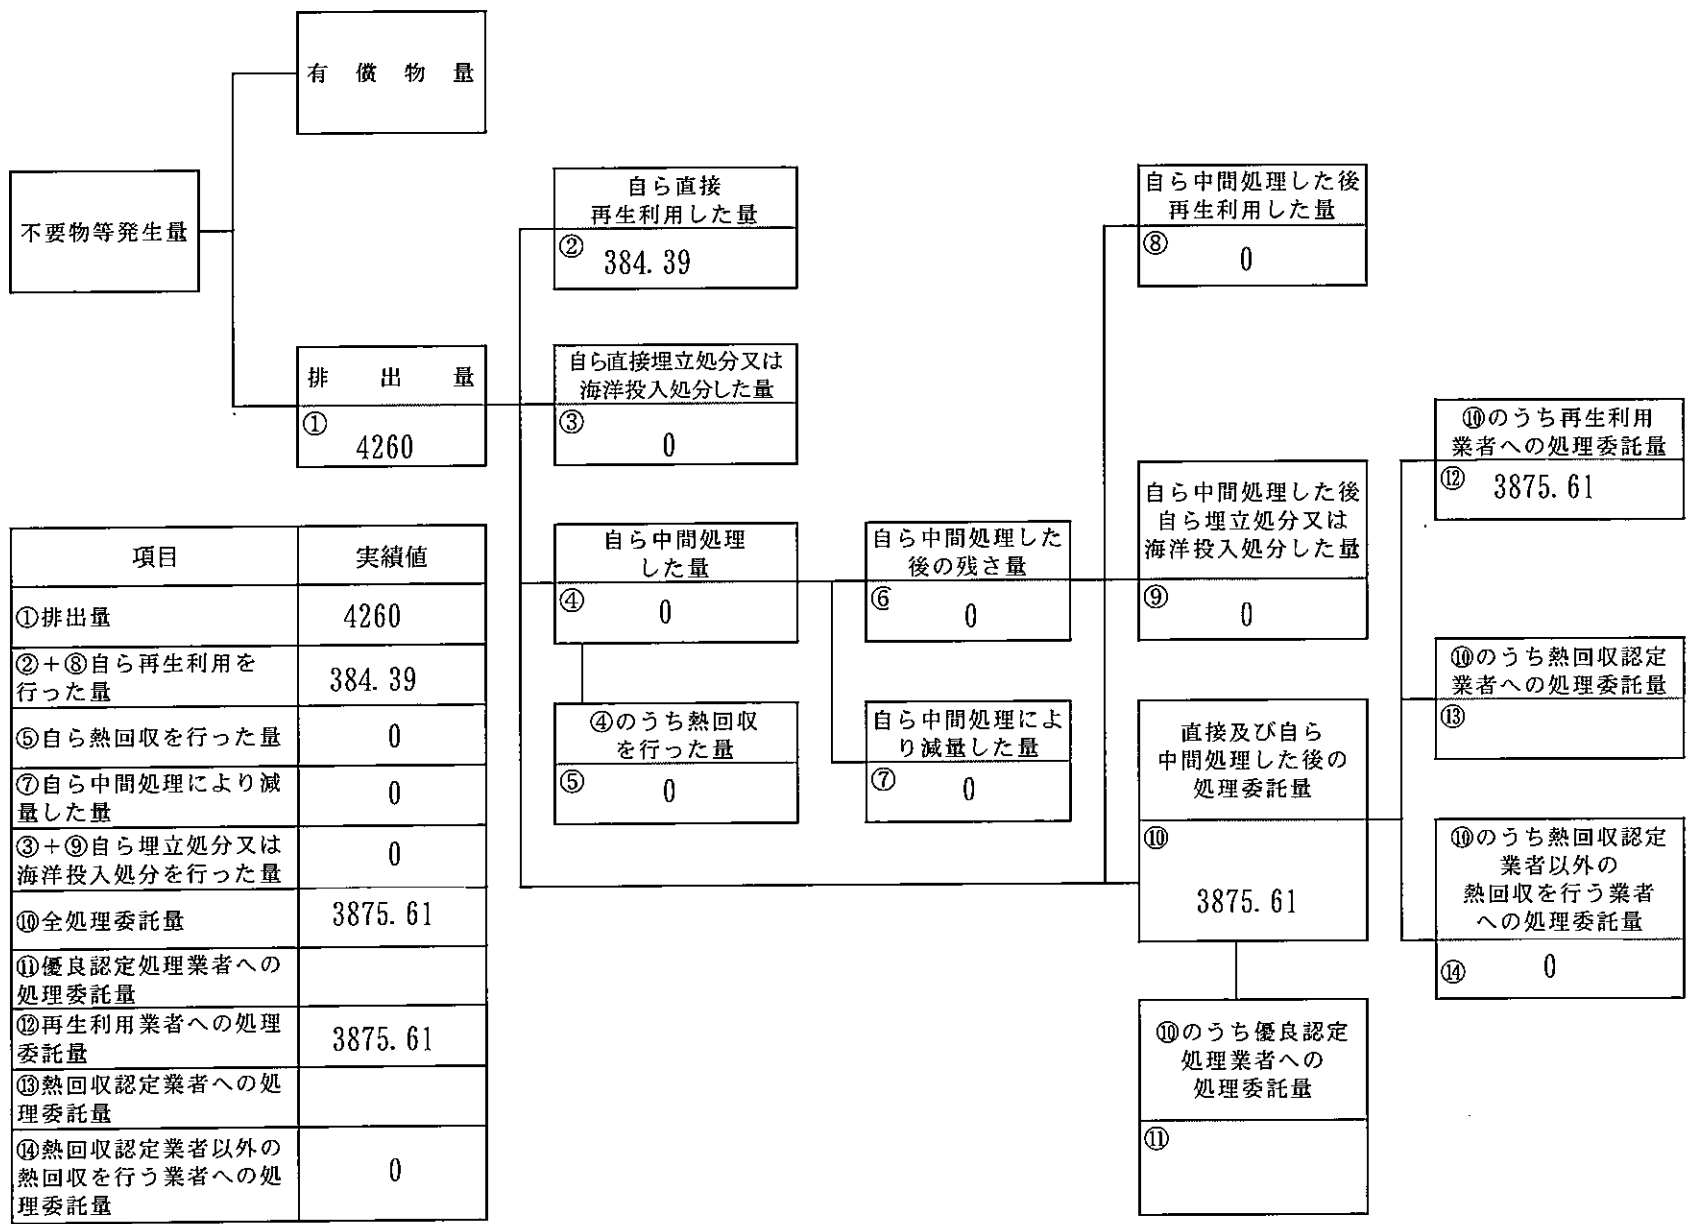 有償物量
不要物等発生量
排出量
①
4260
自ら直接
再生利用した量
②
384.39
自ら直接埋立処分又は
海洋投入処分した量
③
0
自ら中間処理
した量
④
0
④のうち熱回収
を行った量
⑤
0
自ら中間処理した
後の残さ量
⑥
0
自ら中間処理によ
り減量した量
⑦
0
自ら中間処理した後
再生利用した量
⑧
0
自ら中間処理した後
自ら埋立処分又は
海洋投入処分した量
⑨
0
直接及び自ら
中間処理した後の
処理委託量
⑩
3875.61
⑩のうち優良認定
処理業者への
処理委託量
⑪
⑩のうち再生利用
業者への処理委託量
⑫
3875.61
⑩のうち熱回収認定
業者への処理委託量
⑬
⑩のうち熱回収認定
業者以外の
熱回収を行う業者
への処理委託量
⑭
0
項目 実績値
①排出量 4260
②+⑧自ら再生利用を
行った量 384.39
⑤自ら熱回収を行った量 0
⑦自ら中間処理により減
量した量 0
③+⑨自ら埋立処分又は
海洋投入処分を行った量 0
⑩全処理委託量 3875.61
⑪優良認定処理業者への
処理委託量
⑫再生利用業者への処理
委託量 3875.61
⑬熱回収認定業者への処
理委託量
⑭熱回収認定業者以外の
熱回収を行う業者への処
理委託量 0